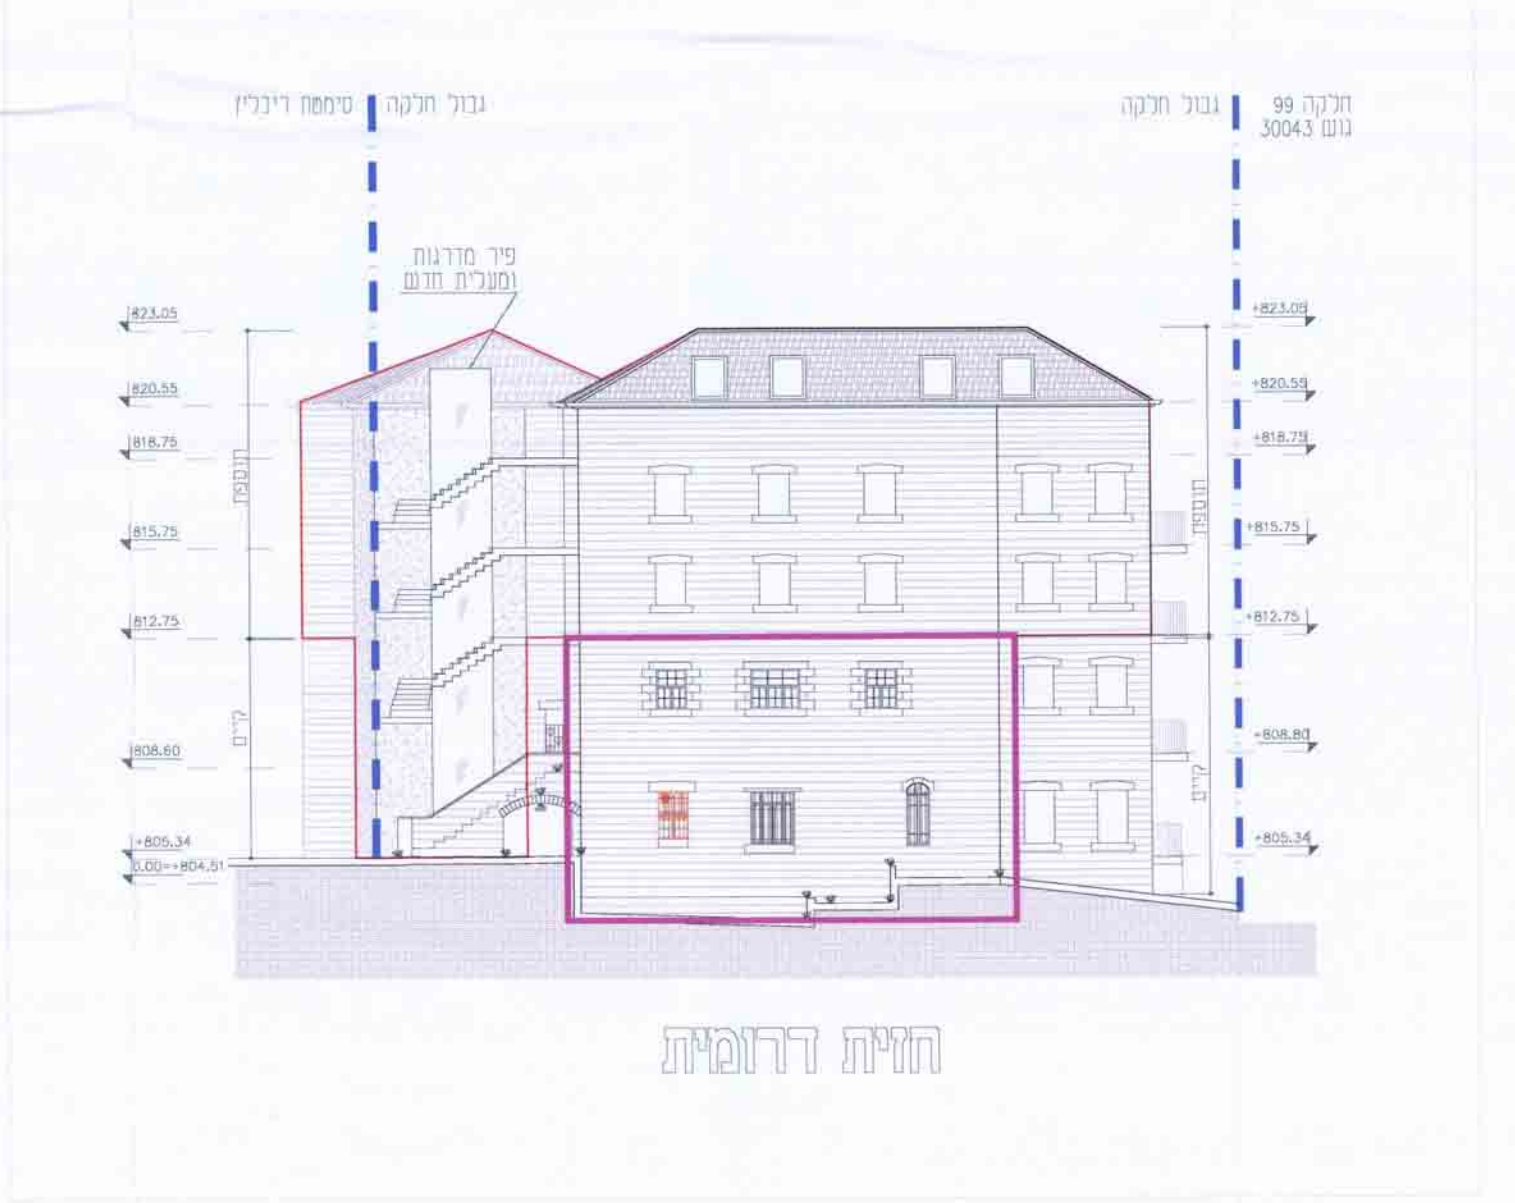 סימטת ריבלין
גבול חלקה
גבול חלקה
חלקה 99
גוש 30043
פיר מדרגות
ומעלית חדש
823.05
820.55
818.75
815.75
812.75
808.60
+805.34
0.00=+804.51
תוספת
קיים
+823.05
+820.55
+818.75
+815.75
+812.75
+808.80
+805.34
תוספת
קיים
חזית דרומית